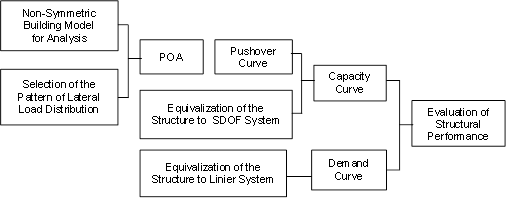 Non-Symmetric
Building Model
for Analysis
Selection of the
Pattern of Lateral
Load Distribution
POA
Pushover
Curve
Equivalization of the
Structure to SDOF System
Capacity
Curve
Equivalization of the
Structure to Linier System
Demand
Curve
Evaluation of
Structural
Performance